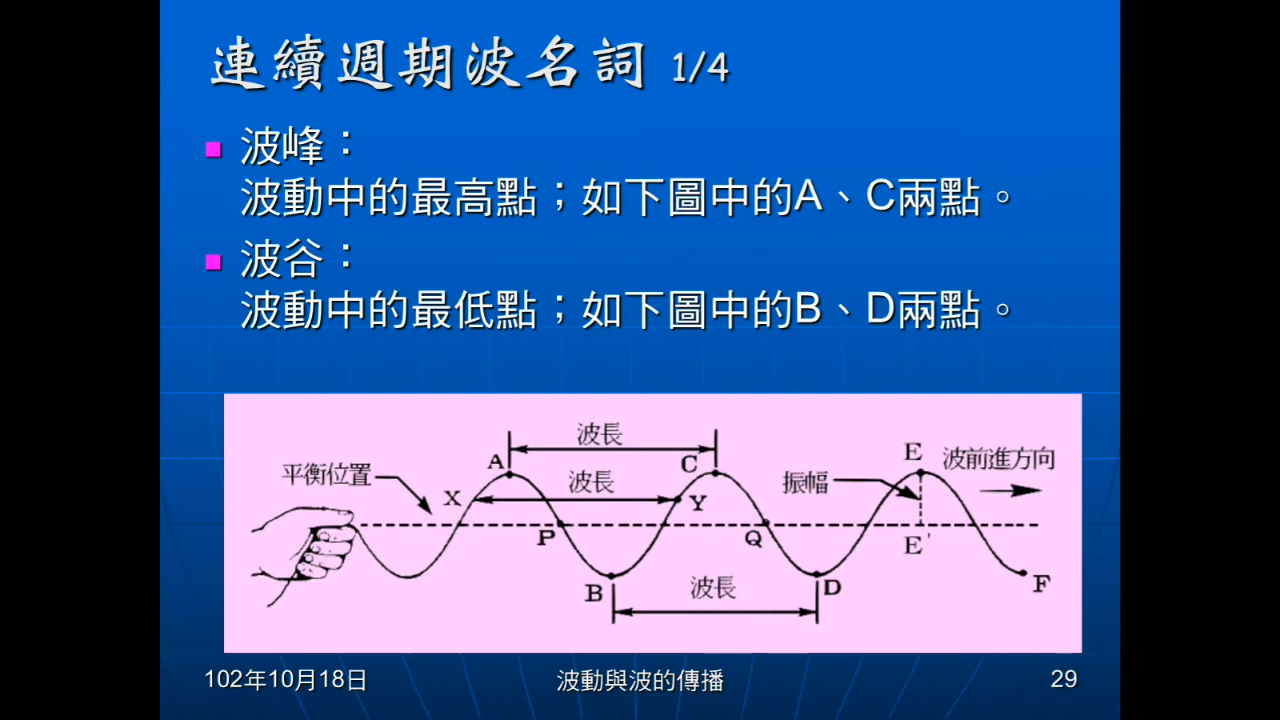 連續週期波名詞 1/4
波峰：
波動中的最高點；如下圖中的A、C兩點。
波谷：
波動中的最低點；如下圖中的B、D兩點。
波長
A
C
E
波前進方向
平衡位置
波長
振幅
X
Y
P
Q
E'
B
波長
D
F
102年10月18日
波動與波的傳播
29